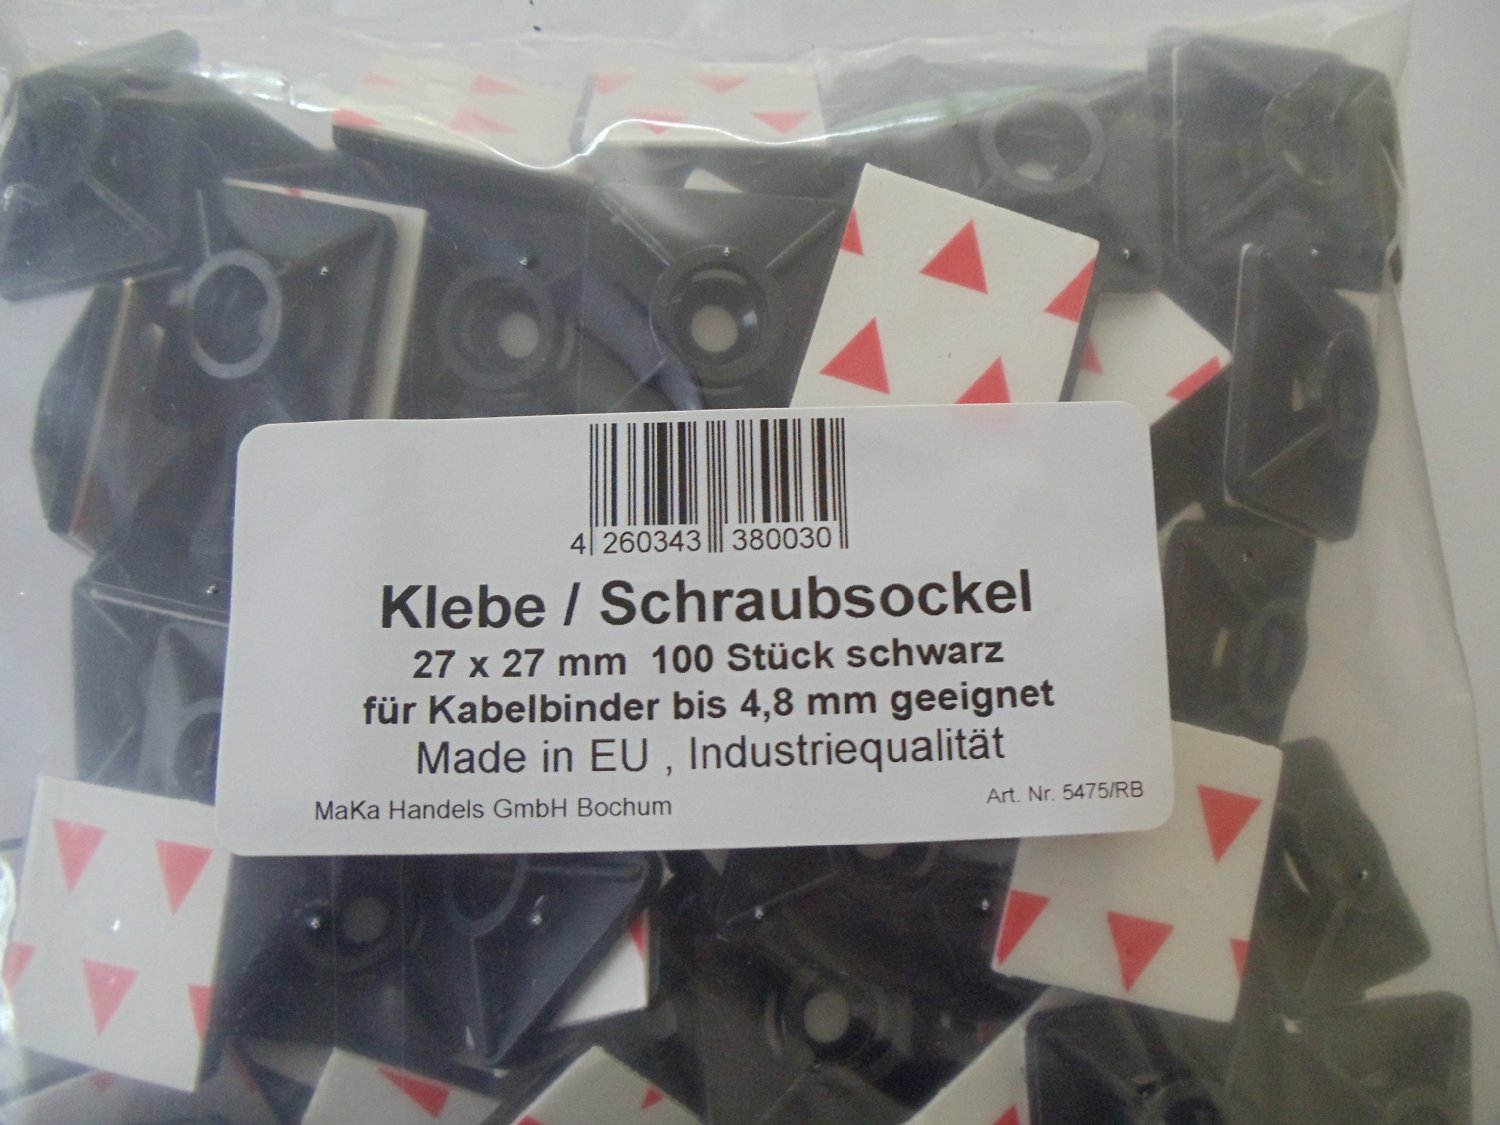 4 260343 380030
Klebe / Schraubsockel
27 x 27 mm 100 Stück schwarz
für Kabelbinder bis 4,8 mm geeignet
Made in EU , Industriequalität
MaKa Handels GmbH Bochum
Art. Nr. 5475/RB